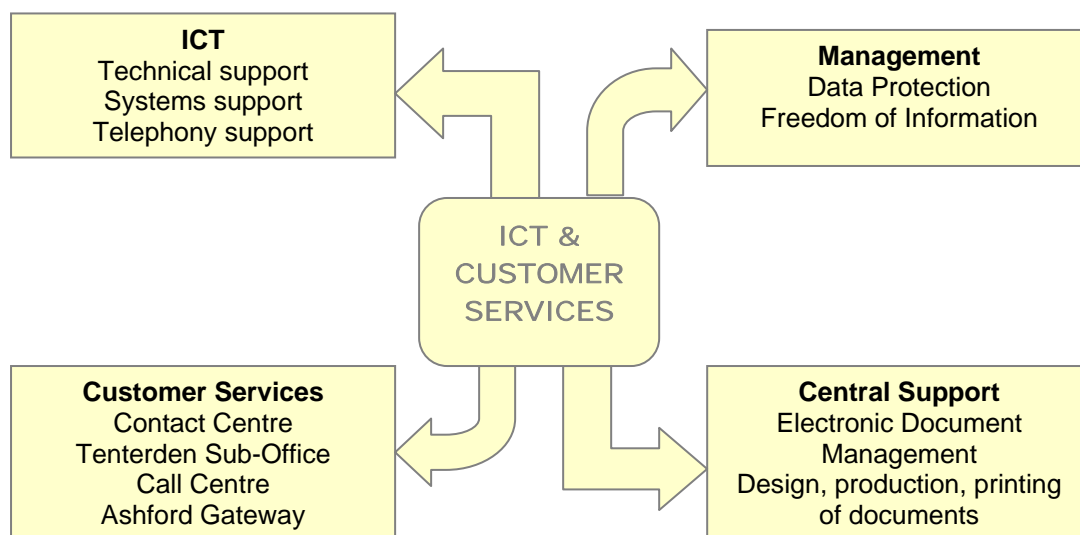 ICT
Technical support
Systems support
Telephony support
Management
Data Protection
Freedom of Information
ICT &
CUSTOMER
SERVICES
Customer Services
Contact Centre
Tenterden Sub-Office
Call Centre
Ashford Gateway
Central Support
Electronic Document
Management
Design, production, printing
of documents